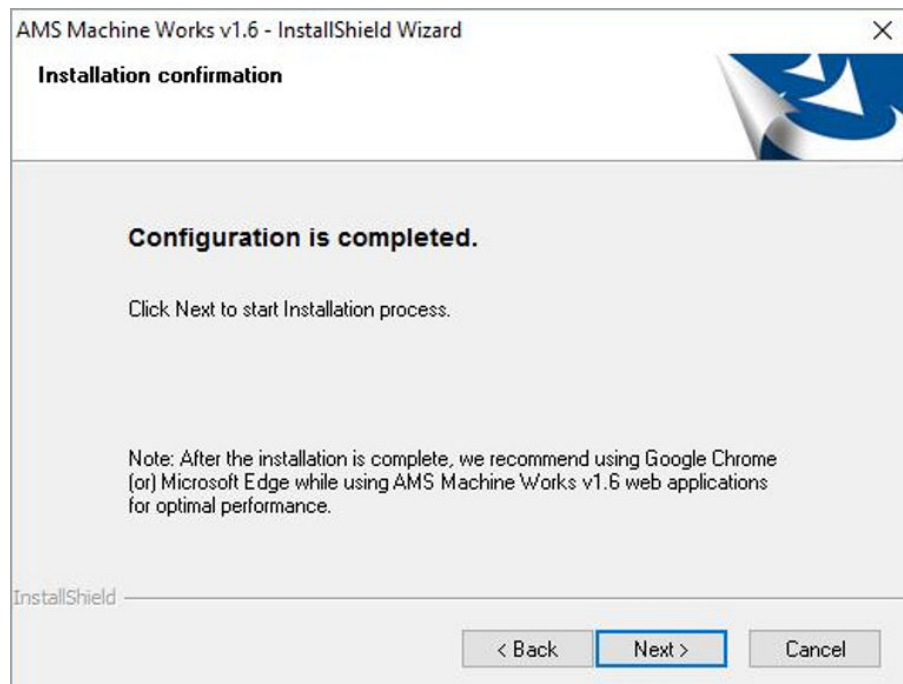 AMS Machine Works v1.6 - InstallShield Wizard
Installation confirmation
Configuration is completed.
Click Next to start Installation process.
Note: After the installation is complete, we recommend using Google Chrome
(or) Microsoft Edge while using AMS Machine Works v1.6 web applications
for optimal performance.
InstallShield
< Back
Next >
Cancel